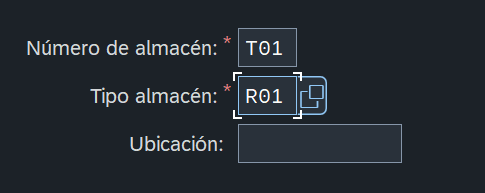 Número de almacén: * T01
Tipo almacén: * R01
Ubicación: